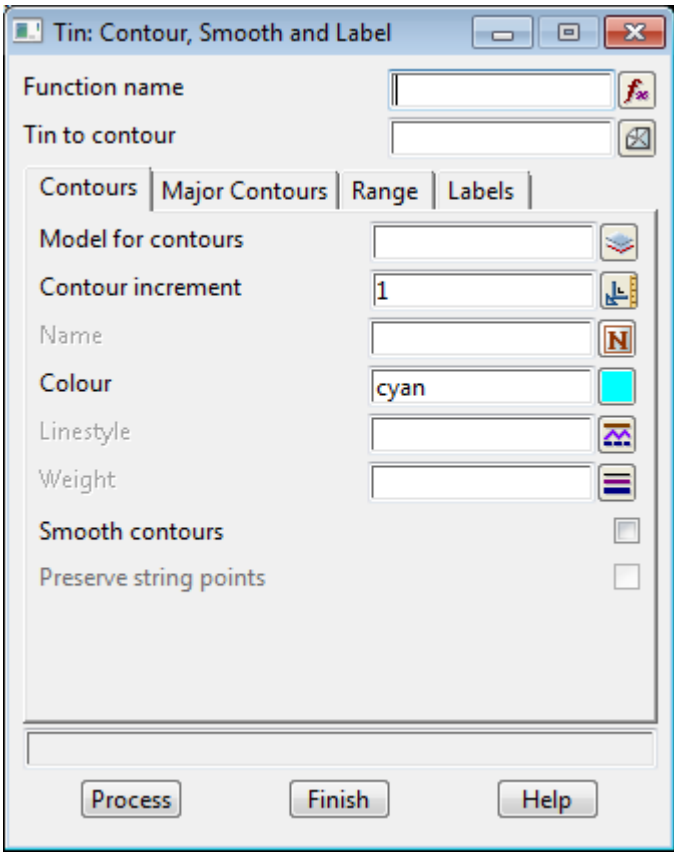 Tin: Contour, Smooth and Label
Function name
Tin to contour
Contours Major Contours Range Labels
Model for contours
Contour increment 1
Name N
Colour cyan
Linestyle
Weight
Smooth contours
Preserve string points
Process Finish Help